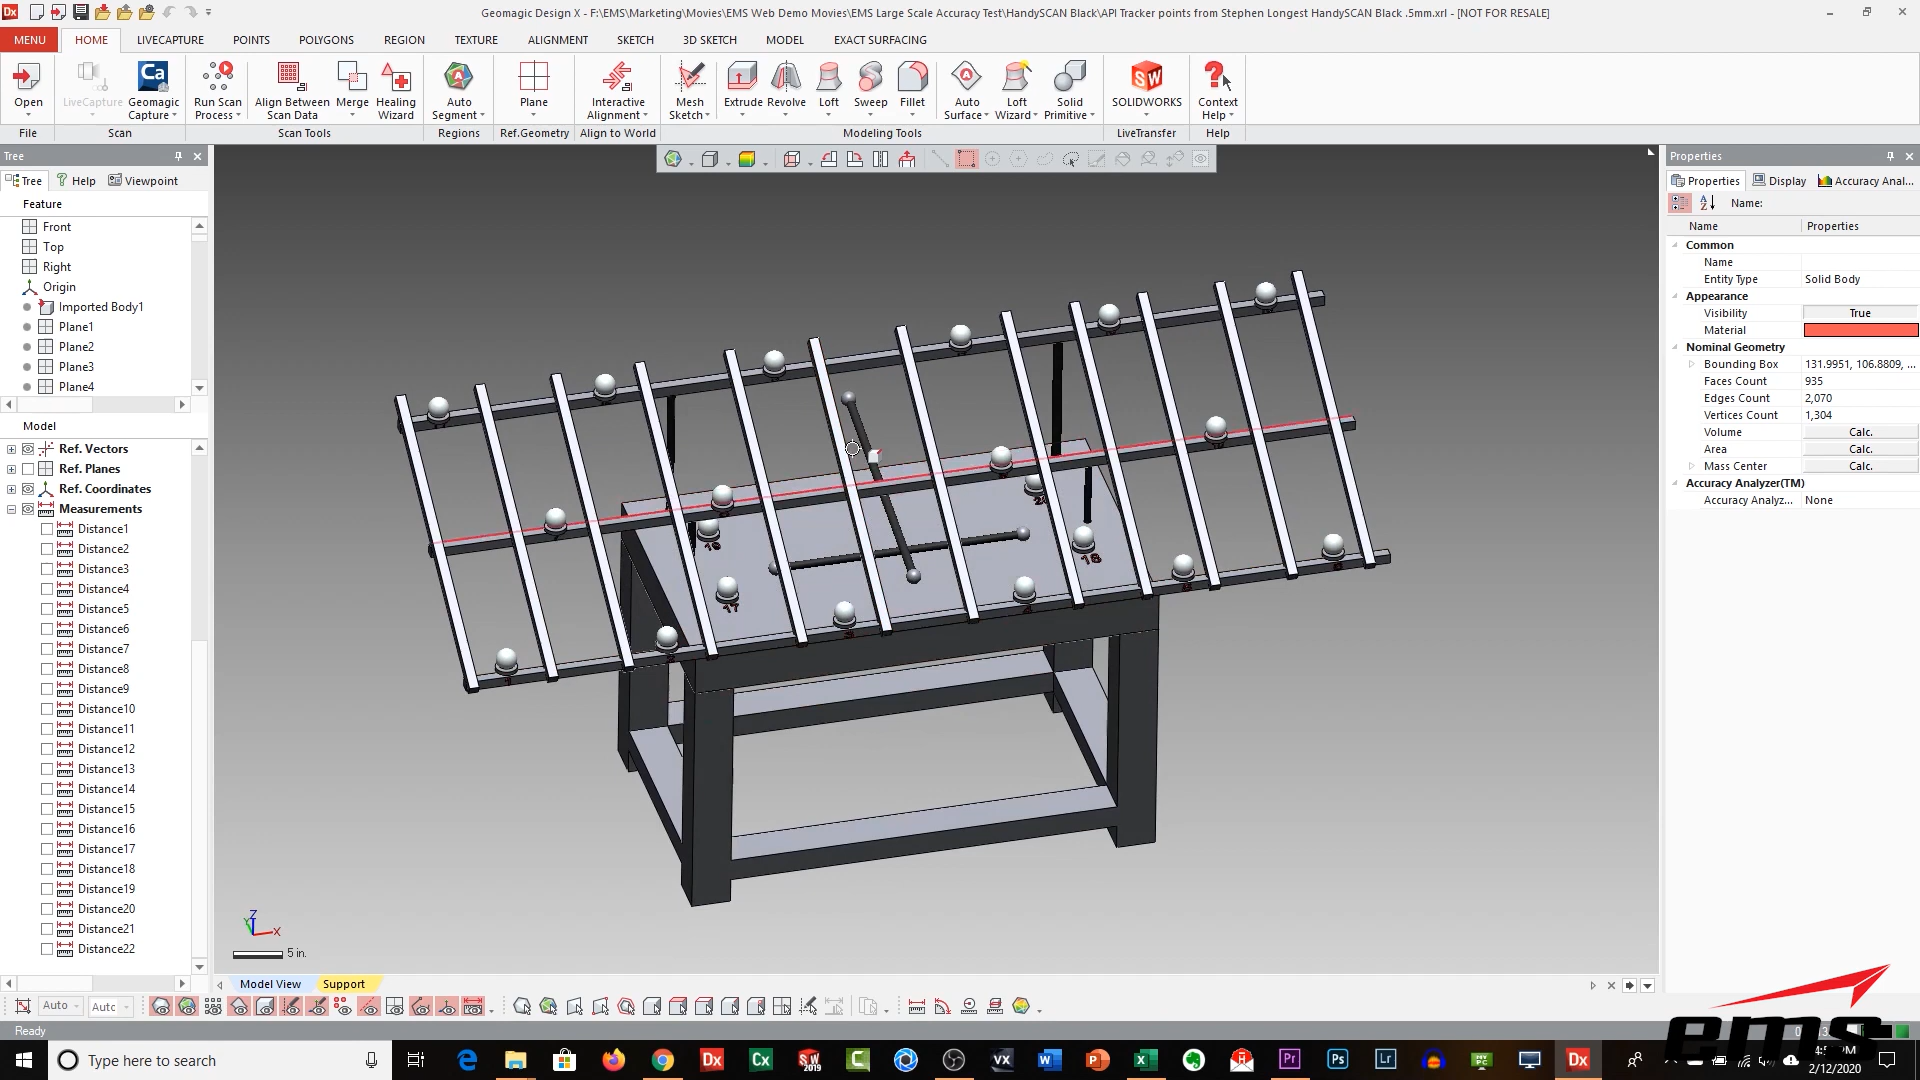 Geomagic Design X - F:\EMS\Marketing\Movies\EMS Web Demo Movies\EMS Large Scale Accuracy Test\HandySCAN Black\API Tracker points from Stephen Longest HandySCAN Black .5mm.xrl - [NOT FOR RESALE]
MENU HOME LIVECAPTURE POINTS POLYGONS REGION TEXTURE ALIGNMENT SKETCH 3D SKETCH MODEL EXACT SURFACING
Open
LiveCapture
Geomagic Capture
Run Scan Process
Align Between Scan Data
Merge
Healing Wizard
Auto Segment
Plane
Interactive Alignment
Mesh Sketch
Extrude
Revolve
Loft
Sweep
Fillet
Auto Surface
Loft Wizard
Solid Primitive
SOLIDWORKS
Context Help
File Scan Scan Tools Regions Ref.Geometry Align to World Modeling Tools LiveTransfer Help
Tree
Tree Help Viewpoint
Feature
Front
Top
Right
Origin
Imported Body1
Plane1
Plane2
Plane3
Plane4
Model
Ref. Vectors
Ref. Planes
Ref. Coordinates
Measurements
Distance1
Distance2
Distance3
Distance4
Distance5
Distance6
Distance7
Distance8
Distance9
Distance10
Distance11
Distance12
Distance13
Distance14
Distance15
Distance16
Distance17
Distance18
Distance19
Distance20
Distance21
Distance22
19
17
18
Z
Y
X
5 in.
Properties
Properties Display Accuracy Anal...
Name:
Name Properties
Common
Name
Entity Type Solid Body
Appearance
Visibility True
Material
Nominal Geometry
Bounding Box 131.9951, 106.8809, ...
Faces Count 935
Edges Count 2,070
Vertices Count 1,304
Volume Calc.
Area Calc.
Mass Center Calc.
Accuracy Analyzer(TM)
Accuracy Analyz... None
Model View Support
Auto
Ready
ems
Type here to search
2/12/2020